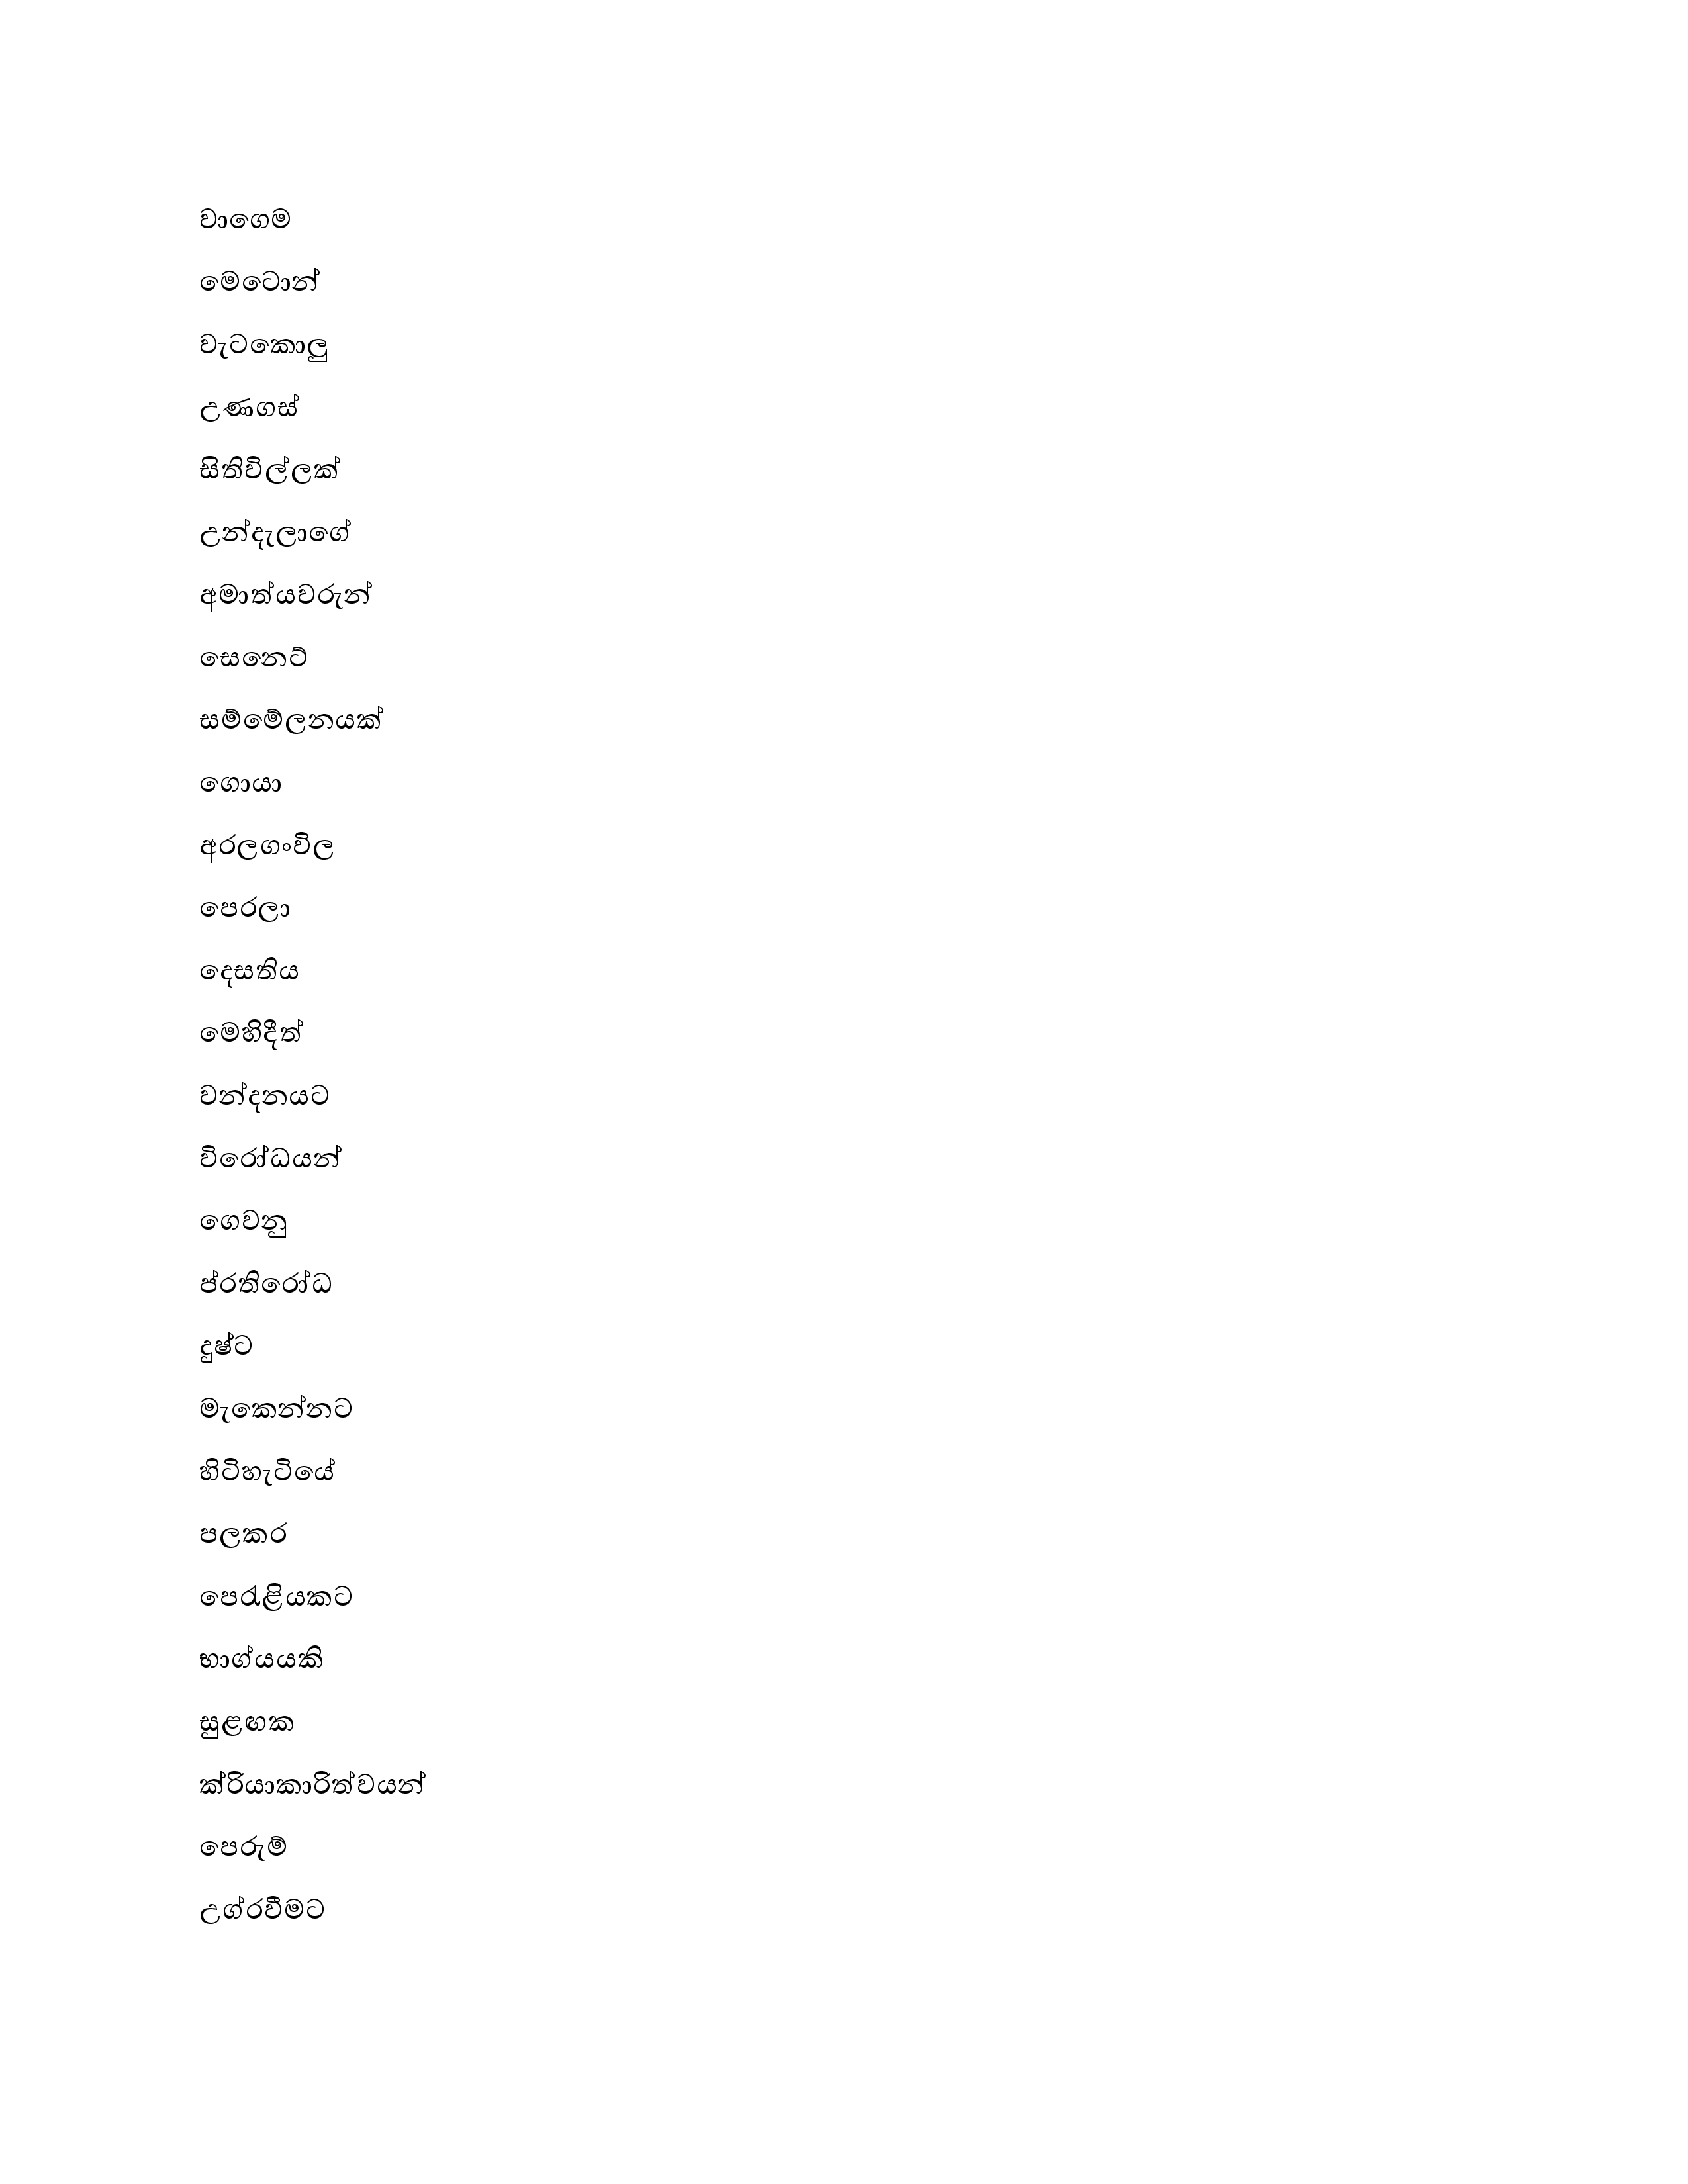 වාගෙම
මෙටොන්
වැටකොලු
උණගස්
සිතිවිල්ලක්
උන්දැලාගේ
අමාත්යවරුන්
සෙනෙට්
සම්මේලනයක්
ගොයා
අරලගංවිල
පෙරලා
දෙසතිය
මෙහිදීත්
වන්දනයට
විරෝධයන්
ගෙවනු
ප්රතිරෝධ
දුෂ්ට
මැකෙන්නට
හිටිහැටියේ
පලකර
පෙරැළියකට
භාග්යයකි
සුළඟක
ක්රියාකාරිත්වයන්
පෙරුම්
උග්රවීමට